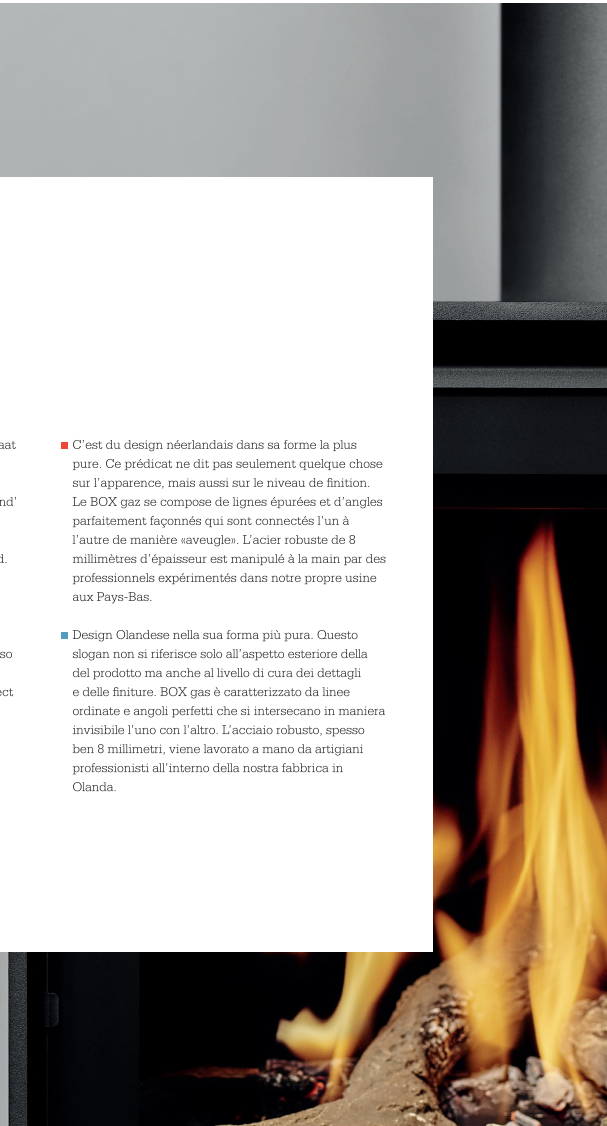 aat
nd'
d.
so
ect
C'est du design néerlandais dans sa forme la plus
pure. Ce prédicat ne dit pas seulement quelque chose
sur l'apparence, mais aussi sur le niveau de finition.
Le BOX gaz se compose de lignes épurées et d'angles
parfaitement façonnés qui sont connectés l'un à
l'autre de manière «aveugle». L'acier robuste de 8
millimètres d'épaisseur est manipulé à la main par des
professionnels expérimentés dans notre propre usine
aux Pays-Bas.
Design Olandese nella sua forma più pura. Questo
slogan non si riferisce solo all'aspetto esteriore della
del prodotto ma anche al livello di cura dei dettagli
e delle finiture. BOX gas è caratterizzato da linee
ordinate e angoli perfetti che si intersecano in maniera
invisibile l'uno con l'altro. L'acciaio robusto, spesso
ben 8 millimetri, viene lavorato a mano da artigiani
professionisti all'interno della nostra fabbrica in
Olanda.